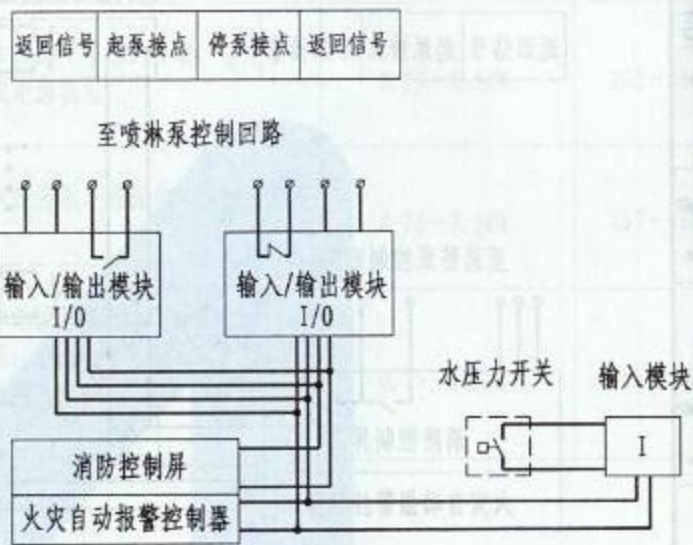 返回信号 起泵接点 停泵接点 返回信号
至喷淋泵控制回路
输入/输出模块
I/O
输入/输出模块
I/O
水压力开关 输入模块
I
消防控制屏
火灾自动报警控制器